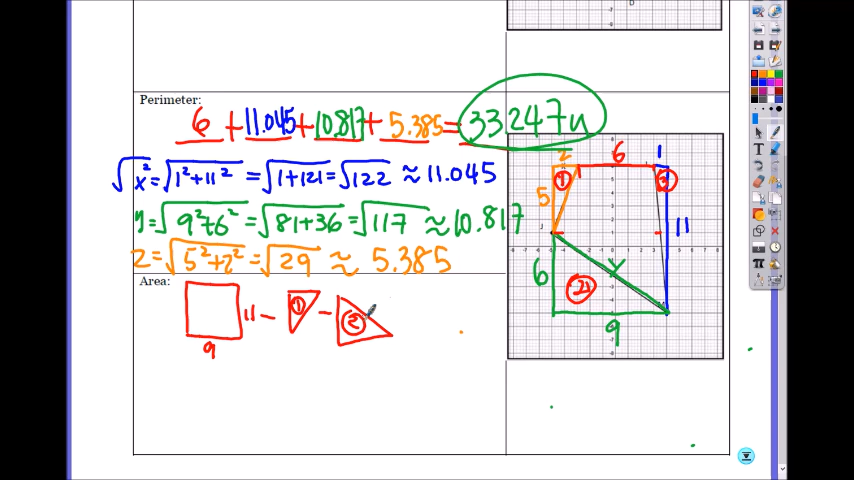 D
Perimeter:
6 + 11.045 + 10.817 + 5.385 = 33.247u
√x² = √1² + 11² = √1 + 121 = √122 ≈ 11.045
y = √9² + 6² = √81 + 36 = √117 ≈ 10.817
z = √5² + 2² = √29 ≈ 5.385
Area:
11 - ① - ②
9
2 6 1
① ③
5 11
6 y
②
9